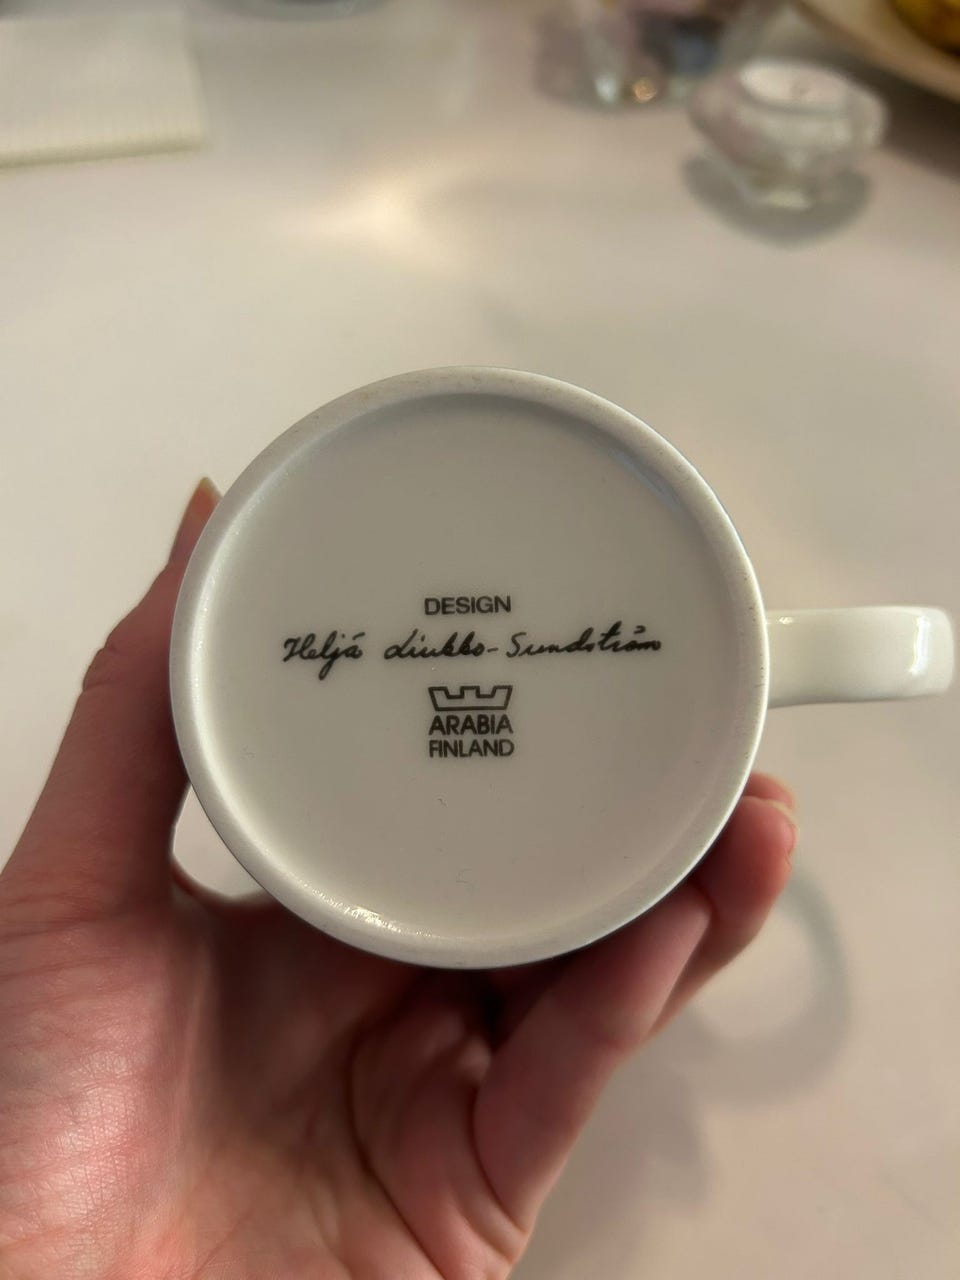 DESIGN
Heljä Liukko-Sundström
ARABIA
FINLAND